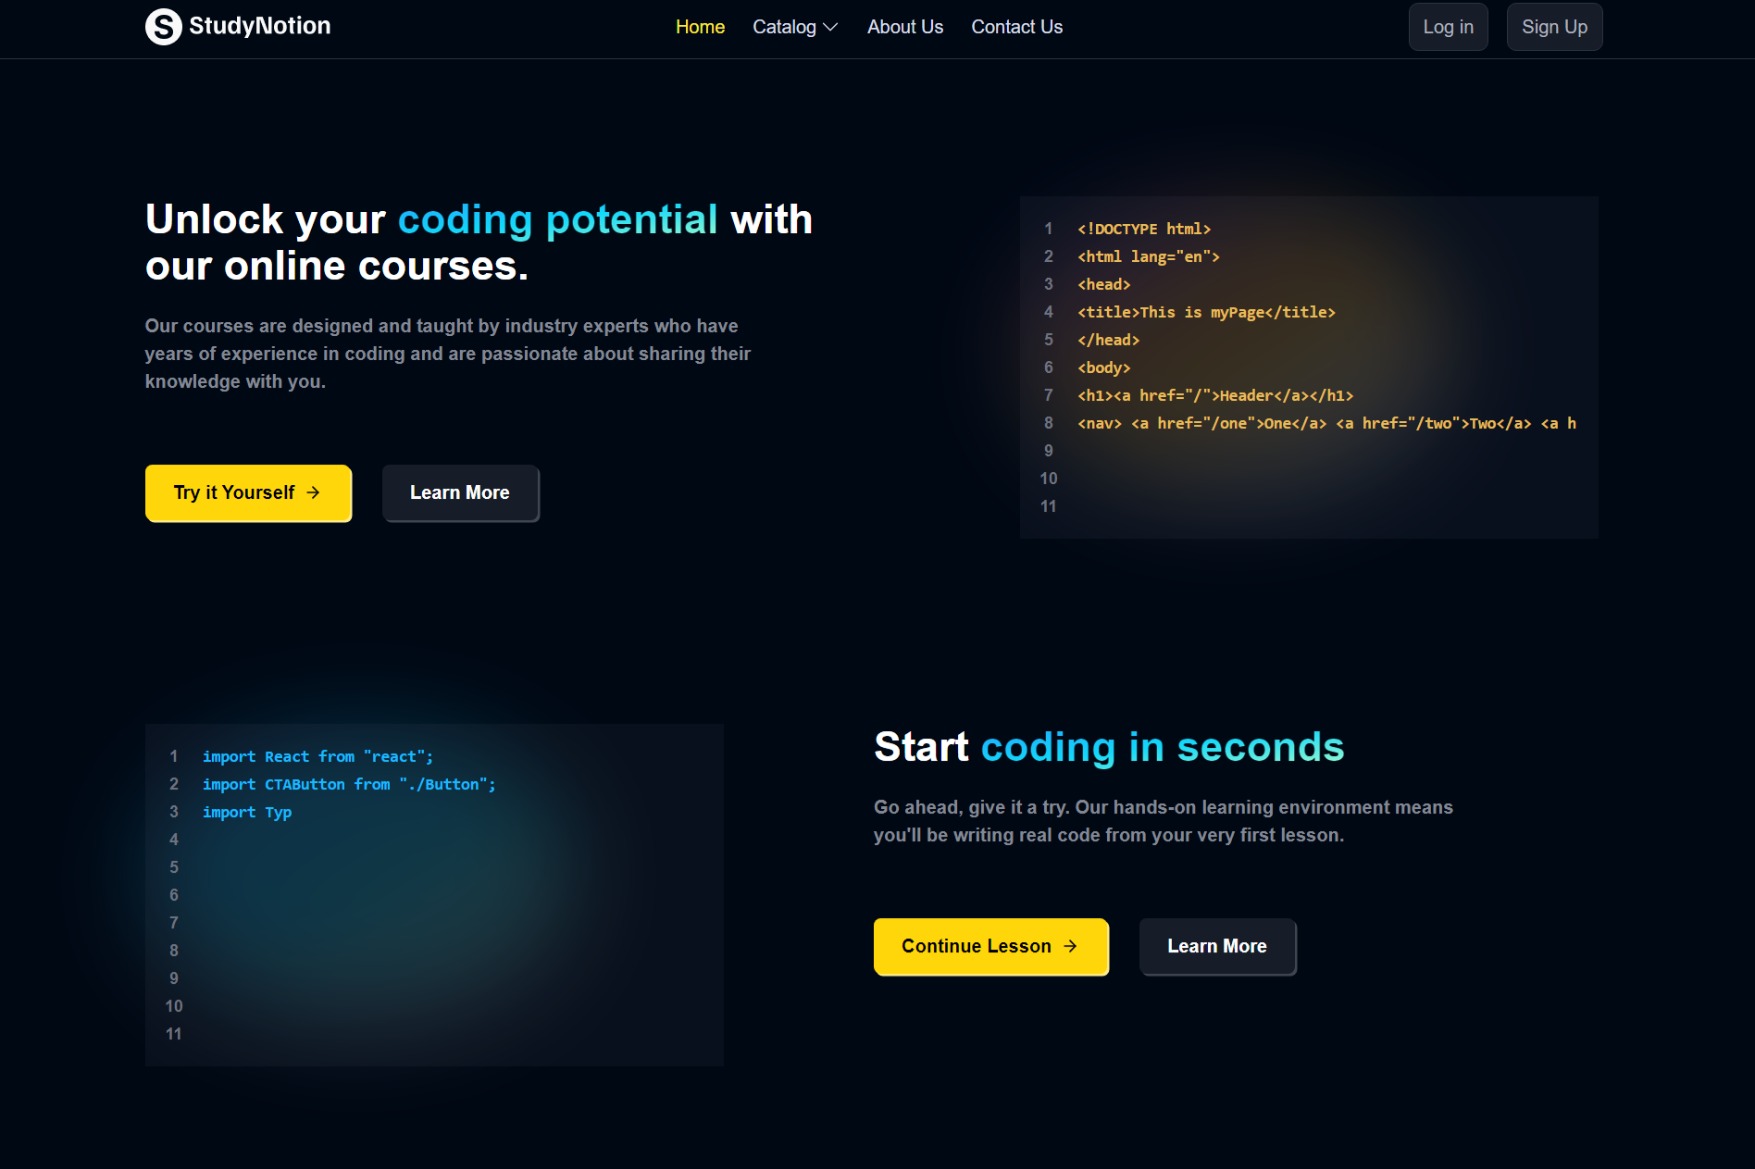 S StudyNotion
Home Catalog About Us Contact Us
Log in Sign Up
Unlock your coding potential with
our online courses.
Our courses are designed and taught by industry experts who have
years of experience in coding and are passionate about sharing their
knowledge with you.
Try it Yourself → Learn More
1 <!DOCTYPE html>
2 <html lang="en">
3 <head>
4 <title>This is myPage</title>
5 </head>
6 <body>
7 <h1><a href="/">Header</a></h1>
8 <nav> <a href="/one">One</a> <a href="/two">Two</a> <a h
9
10
11
1 import React from "react";
2 import CTAButton from "./Button";
3 import Typ
4
5
6
7
8
9
10
11
Start coding in seconds
Go ahead, give it a try. Our hands-on learning environment means
you'll be writing real code from your very first lesson.
Continue Lesson → Learn More